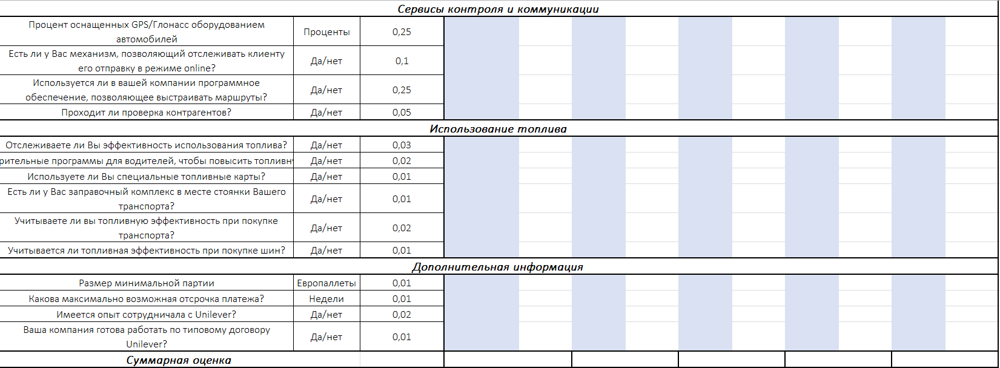 Сервисы контроля и коммуникации
Процент оснащенных GPS/Глонасс оборудованием
автомобилей
Проценты
0,25
Есть ли у Вас механизм, позволяющий отслеживать клиенту
его отправку в режиме online?
Да/нет
0,1
Используется ли в вашей компании программное
обеспечение, позволяющее выстраивать маршруты?
Да/нет
0,25
Проходит ли проверка контрагентов?
Да/нет
0,05
Использование топлива
Отслеживаете ли Вы эффективность использования топлива?
Да/нет
0,03
рительные программы для водителей, чтобы повысить топливну
Да/нет
0,02
Используете ли Вы специальные топливные карты?
Да/нет
0,01
Есть ли у Вас заправочный комплекс в месте стоянки Вашего
транспорта?
Да/нет
0,01
Учитываете ли вы топливную эффективность при покупке
транспорта?
Да/нет
0,02
Учитывается ли топливная эффективность при покупке шин?
Да/нет
0,01
Дополнительная информация
Размер минимальной партии
Европаллеты
0,01
Какова максимально возможная отсрочка платежа?
Недели
0,01
Имеется опыт сотрудничала с Unilever?
Да/нет
0,02
Ваша компания готова работать по типовому договору
Unilever?
Да/нет
0,01
Суммарная оценка